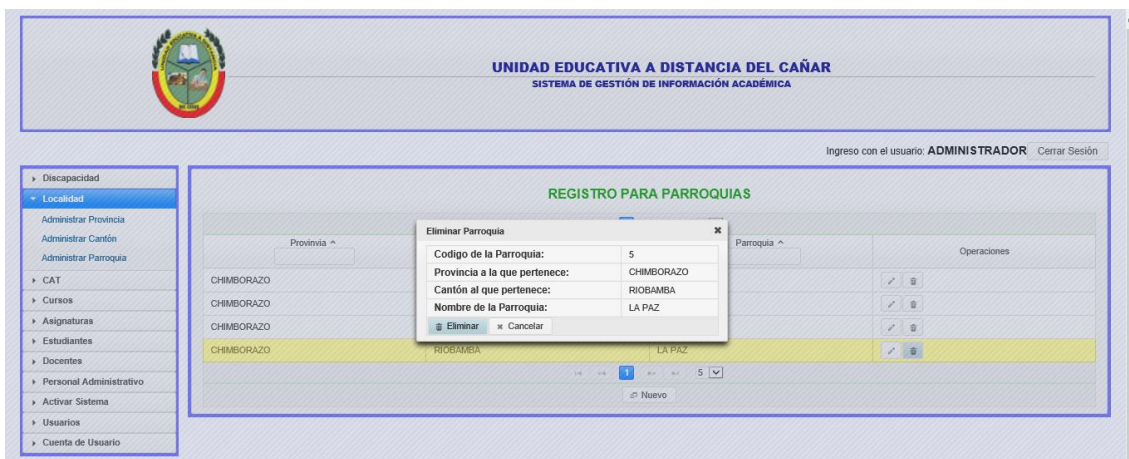 UNIDAD EDUCATIVA A DISTANCIA DEL CAÑAR
SISTEMA DE GESTIÓN DE INFORMACIÓN ACADÉMICA
Ingreso con el usuario: ADMINISTRADOR Cerrar Sesión
Discapacidad
Localidad
Administrar Provincia
Administrar Cantón
Administrar Parroquia
CAT
Cursos
Asignaturas
Estudiantes
Docentes
Personal Administrativo
Activar Sistema
Usuarios
Cuenta de Usuario
REGISTRO PARA PARROQUIAS
Provinvia Parroquia Operaciones
CHIMBORAZO
CHIMBORAZO
CHIMBORAZO
CHIMBORAZO RIOBAMBA LA PAZ
Eliminar Parroquia
Codigo de la Parroquia: 5
Provincia a la que pertenece: CHIMBORAZO
Cantón al que pertenece: RIOBAMBA
Nombre de la Parroquia: LA PAZ
Eliminar Cancelar
1 5
Nuevo